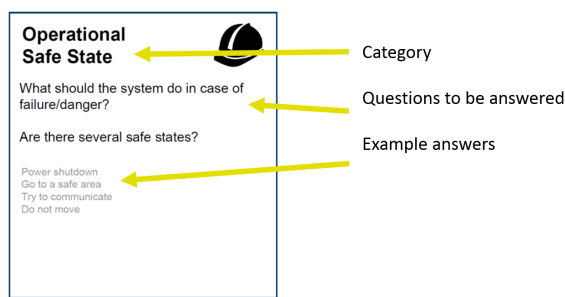 Operational
Safe State
What should the system do in case of
failure/danger?
Are there several safe states?
Power shutdown
Go to a safe area
Try to communicate
Do not move
Category
Questions to be answered
Example answers